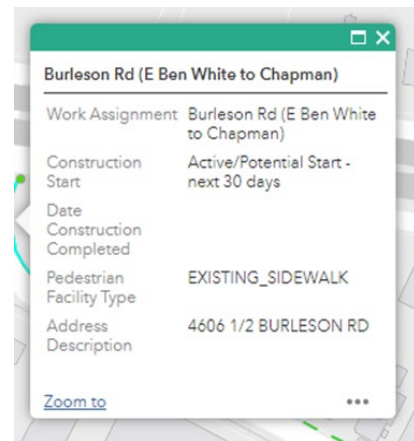 Burleson Rd (E Ben White to Chapman)
Work Assignment Burleson Rd (E Ben White
to Chapman)
Construction Active/Potential Start -
Start next 30 days
Date
Construction
Completed
Pedestrian EXISTING_SIDEWALK
Facility Type
Address 4606 1/2 BURLESON RD
Description
Zoom to